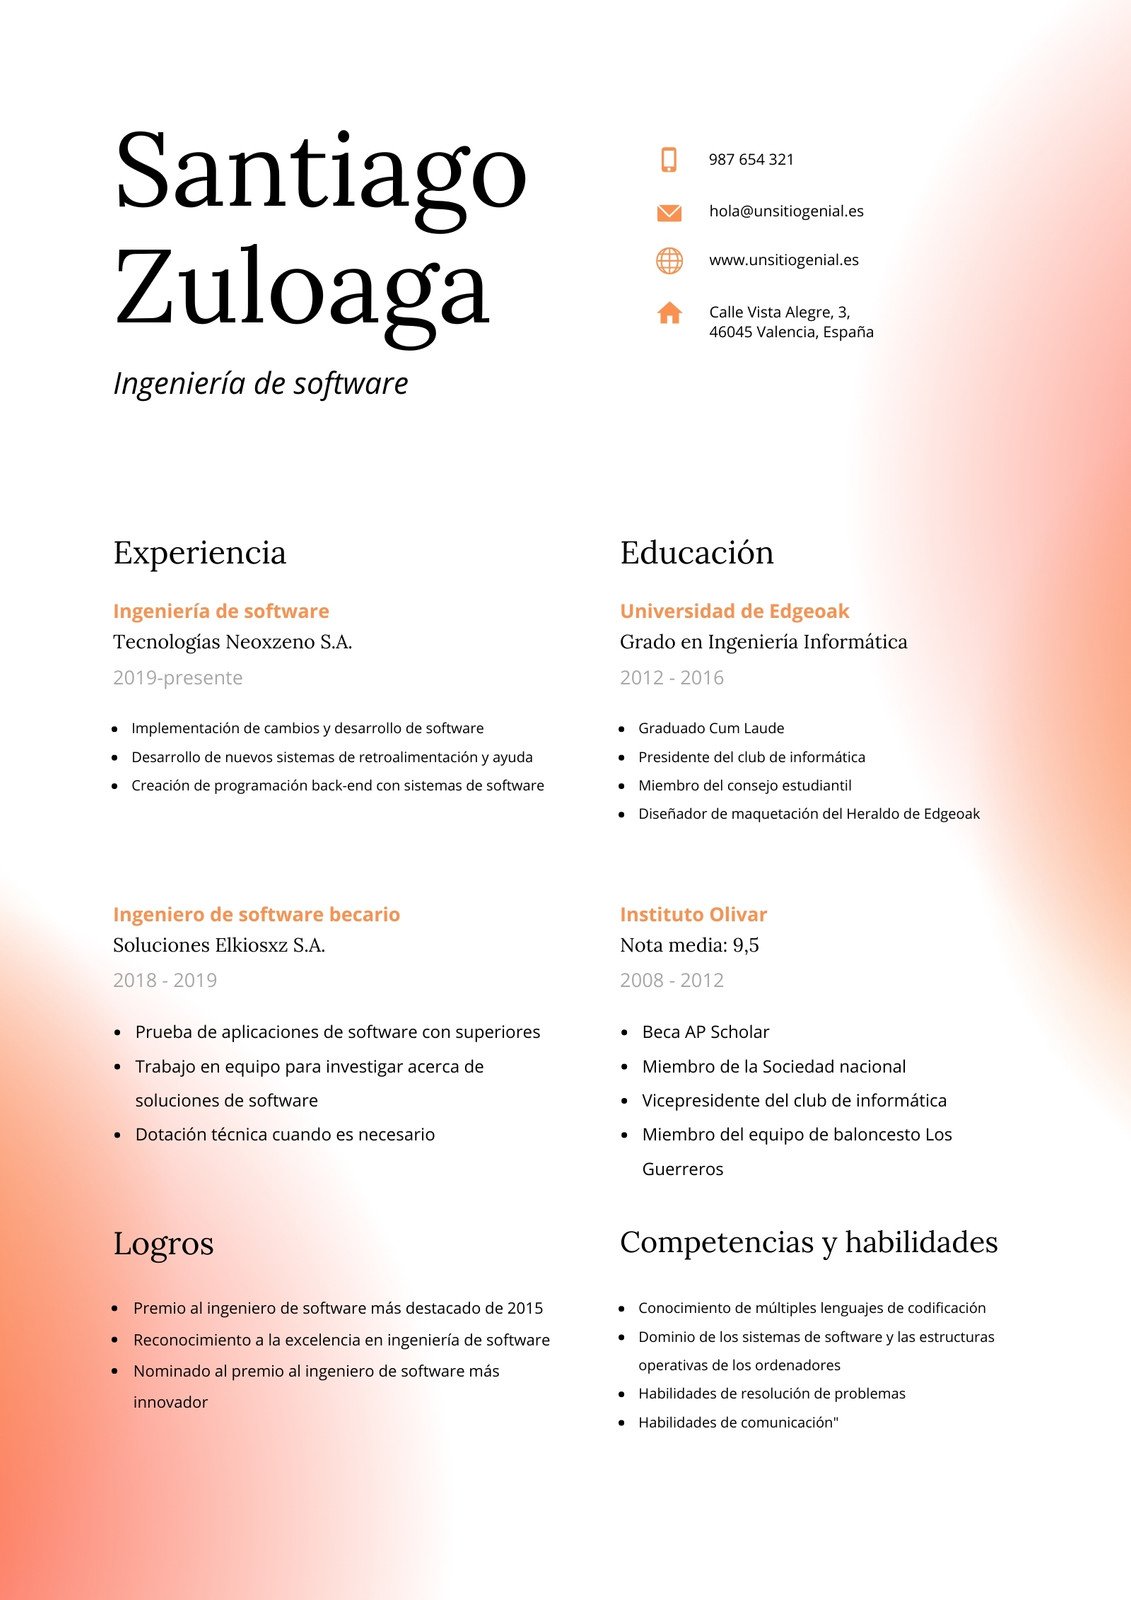 Santiago
Zuloaga
Ingeniería de software
987 654 321
hola@unsitiogenial.es
www.unsitiogenial.es
Calle Vista Alegre, 3,
46045 Valencia, España
Experiencia
Ingeniería de software
Tecnologías Neoxzeno S.A.
2019-presente
Implementación de cambios y desarrollo de software
Desarrollo de nuevos sistemas de retroalimentación y ayuda
Creación de programación back-end con sistemas de software
Ingeniero de software becario
Soluciones Elkiosxz S.A.
2018 - 2019
Prueba de aplicaciones de software con superiores
Trabajo en equipo para investigar acerca de
soluciones de software
Dotación técnica cuando es necesario
Logros
Premio al ingeniero de software más destacado de 2015
Reconocimiento a la excelencia en ingeniería de software
Nominado al premio al ingeniero de software más
innovador
Educación
Universidad de Edgeoak
Grado en Ingeniería Informática
2012 - 2016
Graduado Cum Laude
Presidente del club de informática
Miembro del consejo estudiantil
Diseñador de maquetación del Heraldo de Edgeoak
Instituto Olivar
Nota media: 9,5
2008 - 2012
Beca AP Scholar
Miembro de la Sociedad nacional
Vicepresidente del club de informática
Miembro del equipo de baloncesto Los
Guerreros
Competencias y habilidades
Conocimiento de múltiples lenguajes de codificación
Dominio de los sistemas de software y las estructuras
operativas de los ordenadores
Habilidades de resolución de problemas
Habilidades de comunicación"